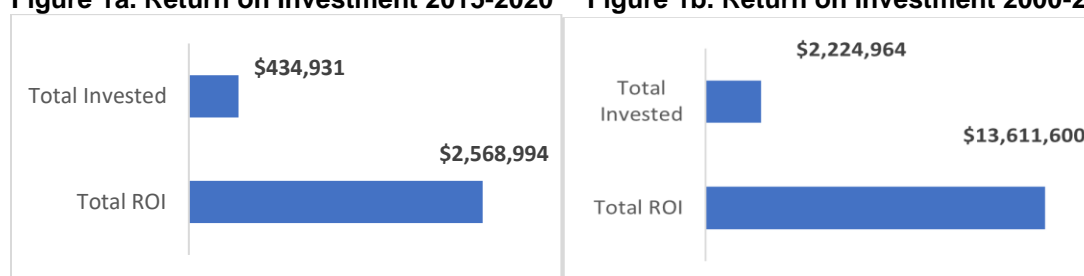 Figure 1a. Return on Investment 2015-2020
Figure 1b. Return on Investment 2000-2
$434,931
Total Invested
$2,568,994
Total ROI
$2,224,964
Total
Invested
$13,611,600
Total ROI